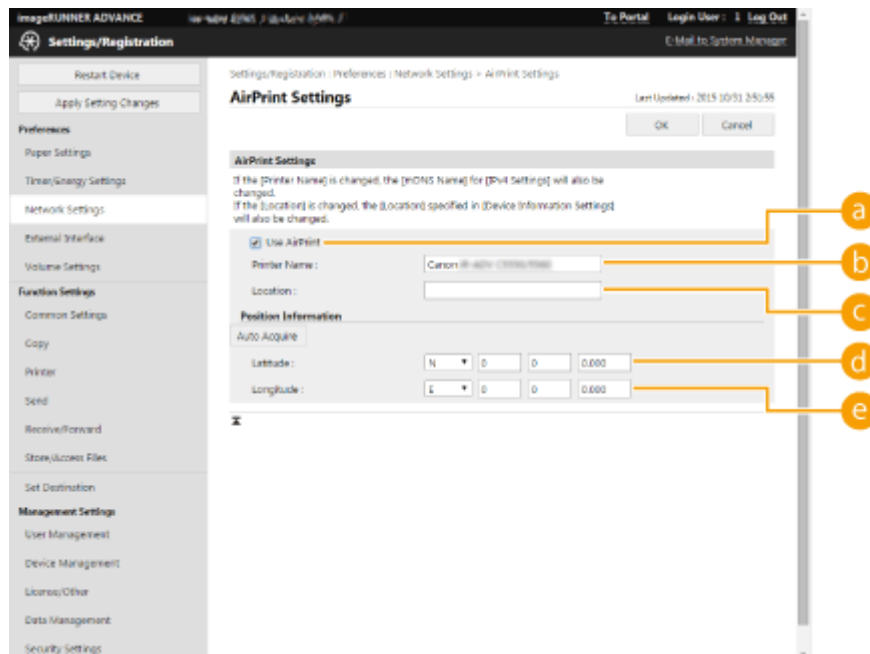 imageRUNNER ADVANCE
To Portal Login User : 1 Log Out
Settings/Registration
E-Mail to System Manager
Restart Device
Apply Setting Changes
Preferences
Paper Settings
Timer/Energy Settings
Network Settings
External Interface
Volume Settings
Function Settings
Common Settings
Copy
Printer
Send
Receive/Forward
Store/Access Files
Set Destination
Management Settings
User Management
Device Management
License/Other
Data Management
Security Settings
Settings/Registration : Preferences : Network Settings > AirPrint Settings
AirPrint Settings
Last Updated : 2015 10/31 2:51:55
OK Cancel
AirPrint Settings
If the [Printer Name] is changed, the [mDNS Name] for [IPv4 Settings] will also be
changed.
If the [Location] is changed, the [Location] specified in [Device Information Settings]
will also be changed.
Use AirPrint
Printer Name : Canon
Location :
Position Information
Auto Acquire
Latitude : N 0 0 0.000
Longitude : E 0 0 0.000
a
b
c
d
e